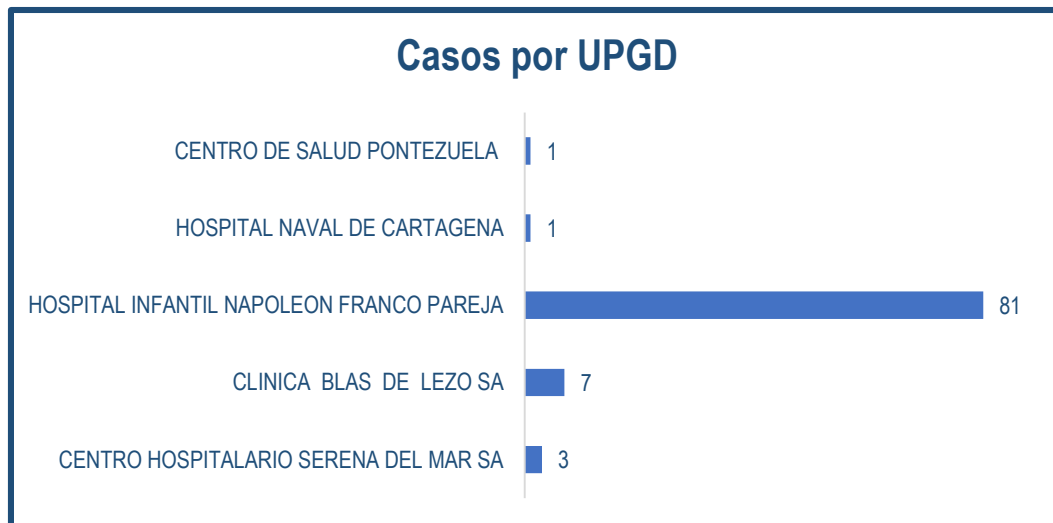 Casos por UPGD
CENTRO DE SALUD PONTEZUELA 1
HOSPITAL NAVAL DE CARTAGENA 1
HOSPITAL INFANTIL NAPOLEON FRANCO PAREJA 81
CLINICA BLAS DE LEZO SA 7
CENTRO HOSPITALARIO SERENA DEL MAR SA 3